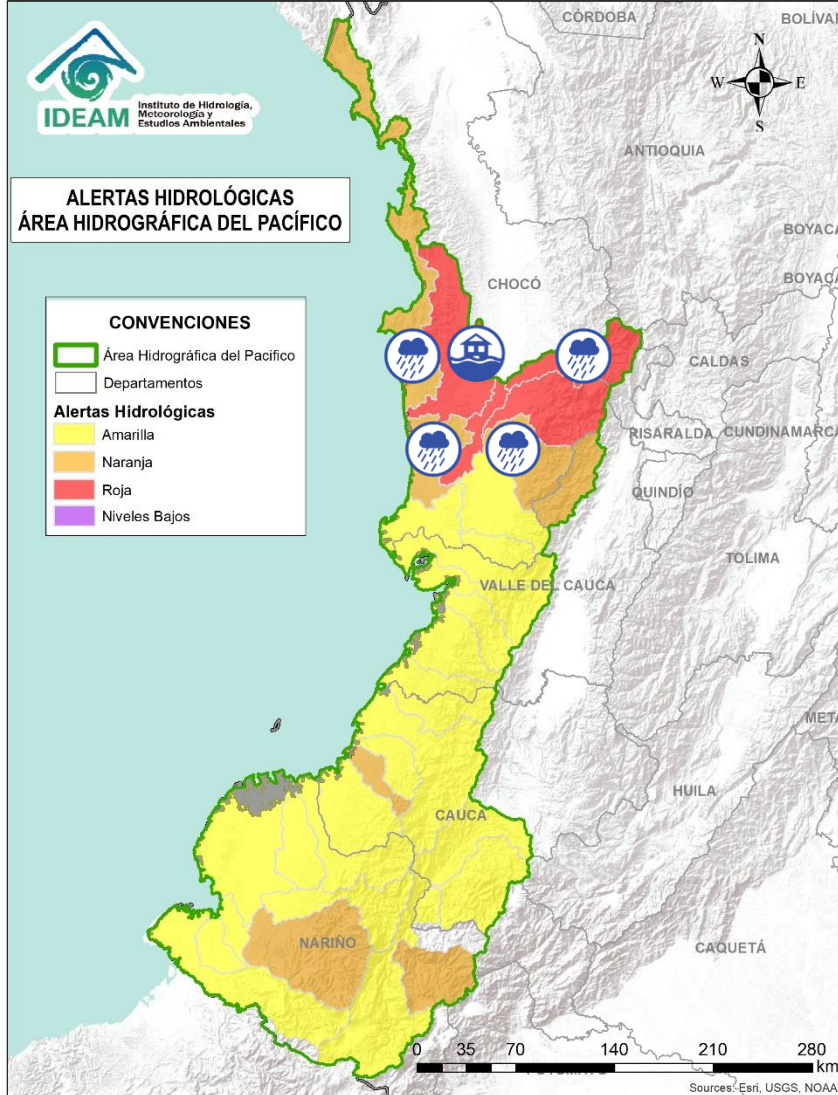 CÓRDOBA
BOLÍVA
N
W
E
S
IDEAM
Instituto de Hidrología,
Meteorología y
Estudios Ambientales
ANTIOQUIA
ALERTAS HIDROLÓGICAS
ÁREA HIDROGRÁFICA DEL PACÍFICO
BOYACÁ
BOYACÁ
CHOCÓ
CONVENCIONES
Área Hidrográfica del Pacifico
Departamentos
Alertas Hidrológicas
Amarilla
Naranja
Roja
Niveles Bajos
CALDAS
RISARALDA
CUNDINAMARCA
QUINDÍO
TOLIMA
VALLE DEL CAUCA
META
HUILA
CAUCA
NARIÑO
CAQUETÁ
0 35 70 140 210 280
km
Sources: Esri, USGS, NOAA